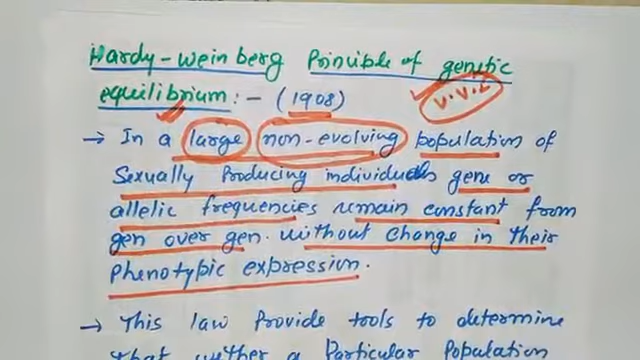 Hardy-Weinberg Principle of genetic
equilibrium :- (1908) V.V.I
→ In a large non-evolving population of
Sexually Producing individuals gene or
allelic frequencies remain constant from
gen over gen. without change in their
Phenotypic expression.
→ This law Provide tools to determine
that wether a Particular Population